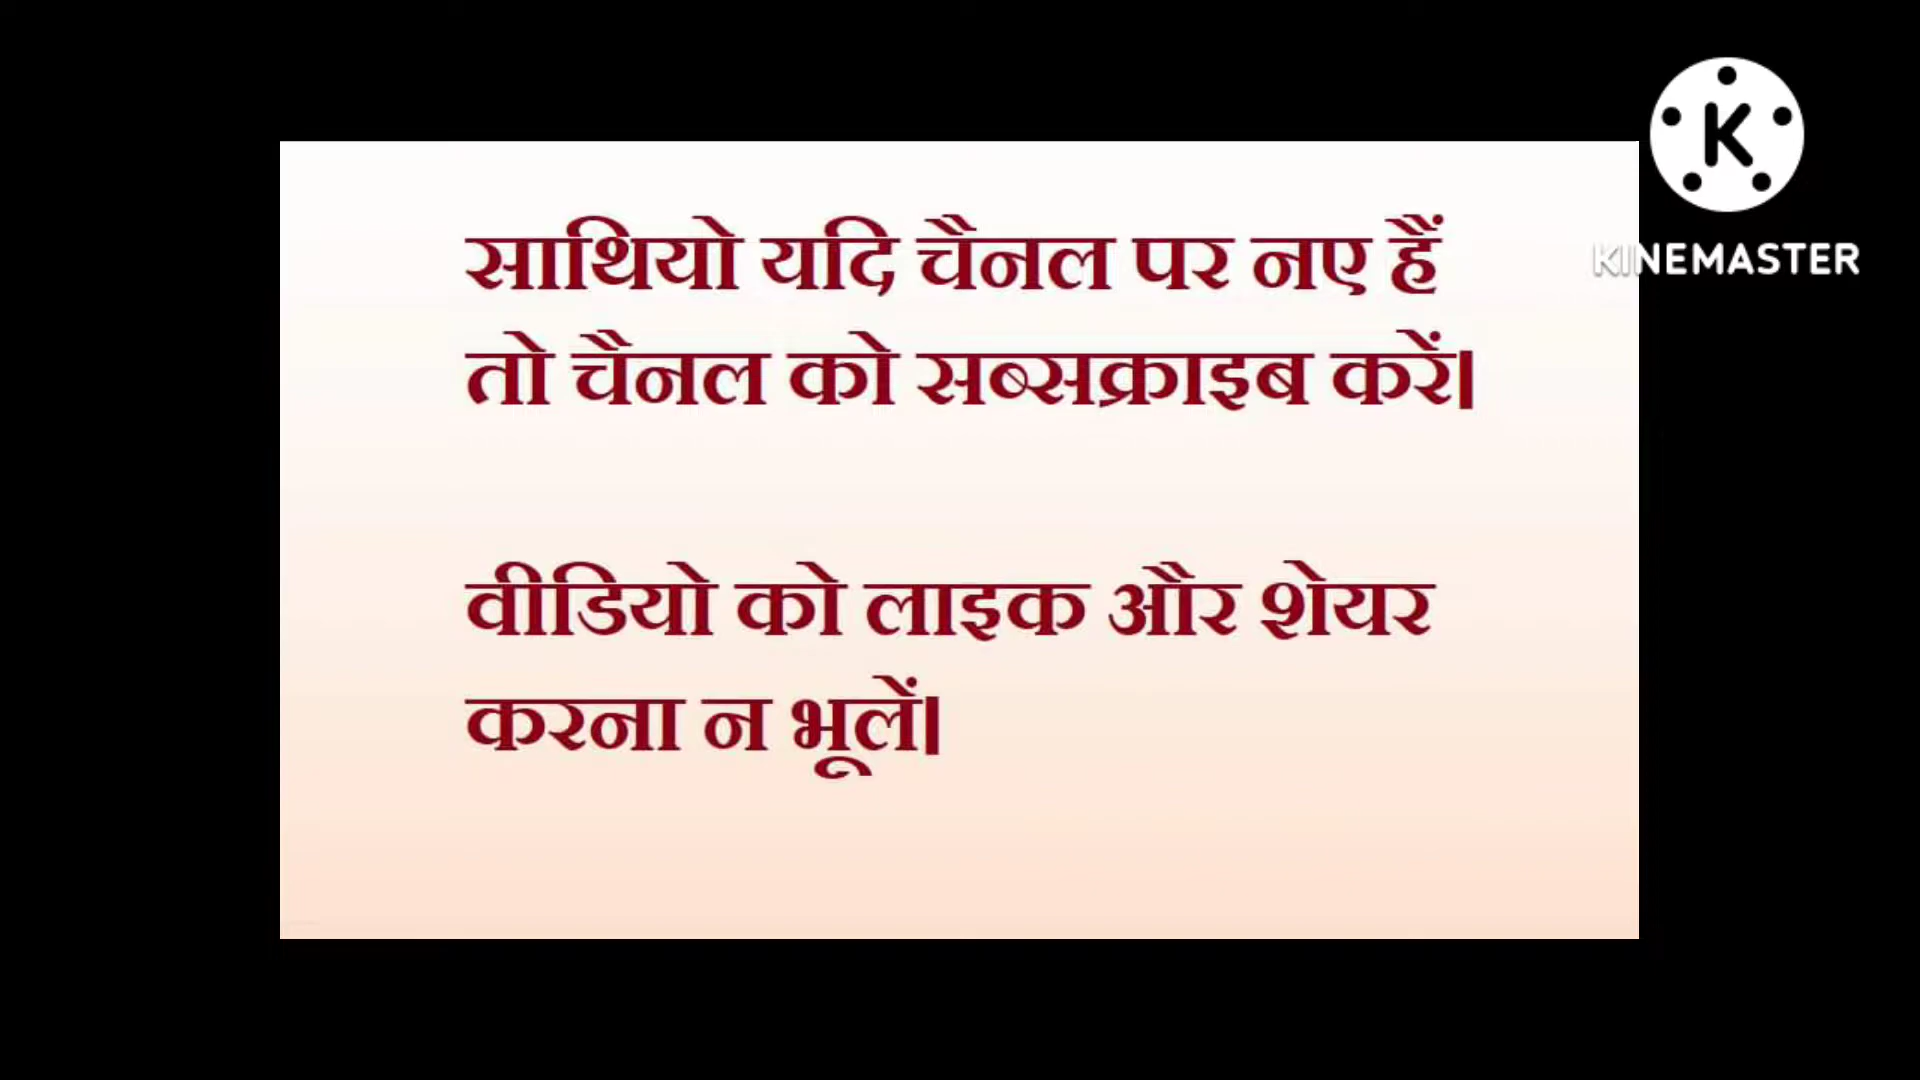 साथियो यदि चैनल पर नए हैं
तो चैनल को सब्सक्राइब करें।
वीडियो को लाइक और शेयर
करना न भूलें।
K
KINEMASTER